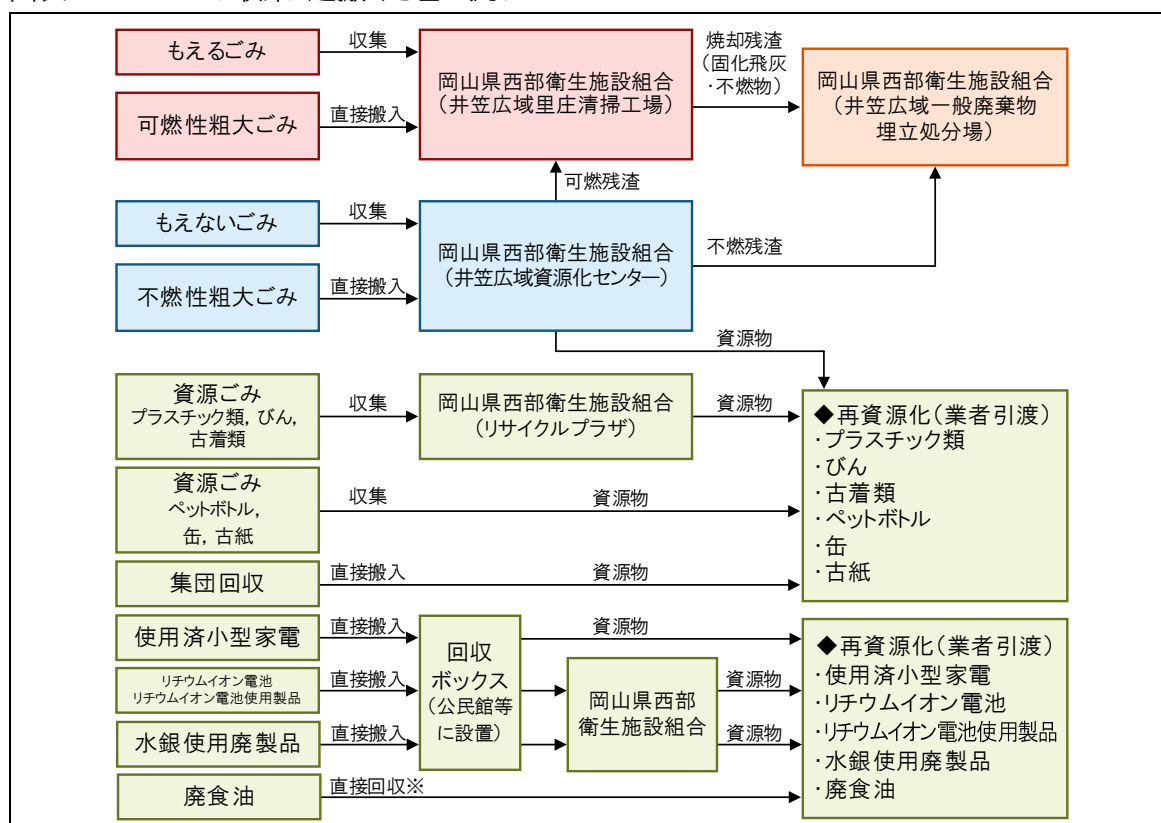 もえるごみ
収集
可燃性粗大ごみ
直接搬入
岡山県西部衛生施設組合
（井笠広域里庄清掃工場）
焼却残渣
（固化飛灰
・不燃物）
岡山県西部衛生施設組合
（井笠広域一般廃棄物
埋立処分場）
可燃残渣
もえないごみ
収集
不燃性粗大ごみ
直接搬入
岡山県西部衛生施設組合
（井笠広域資源化センター）
不燃残渣
資源物
資源ごみ
プラスチック類，びん，
古着類
収集
岡山県西部衛生施設組合
（リサイクルプラザ）
資源物
資源ごみ
ペットボトル，
缶，古紙
収集
資源物
集団回収
直接搬入
資源物
◆再資源化（業者引渡）
・プラスチック類
・びん
・古着類
・ペットボトル
・缶
・古紙
使用済小型家電
直接搬入
リチウムイオン電池
リチウムイオン電池使用製品
直接搬入
水銀使用廃製品
直接搬入
回収
ボックス
（公民館等
に設置）
資源物
岡山県西部
衛生施設組合
資源物
資源物
廃食油
直接回収※
◆再資源化（業者引渡）
・使用済小型家電
・リチウムイオン電池
・リチウムイオン電池使用製品
・水銀使用廃製品
・廃食油